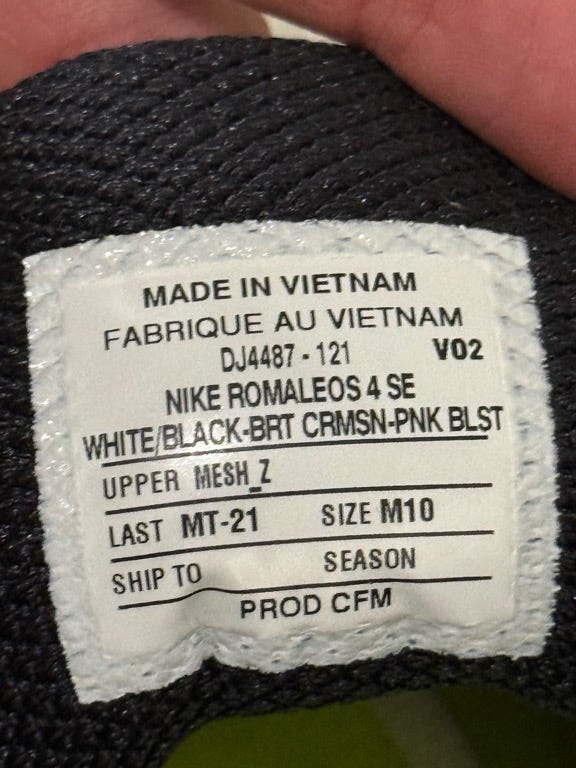 MADE IN VIETNAM
FABRIQUE AU VIETNAM
DJ4487 - 121 V02
NIKE ROMALEOS 4 SE
WHITE/BLACK-BRT CRMSN-PNK BLST
UPPER MESH_Z
LAST MT-21 SIZE M10
SHIP TO SEASON
PROD CFM